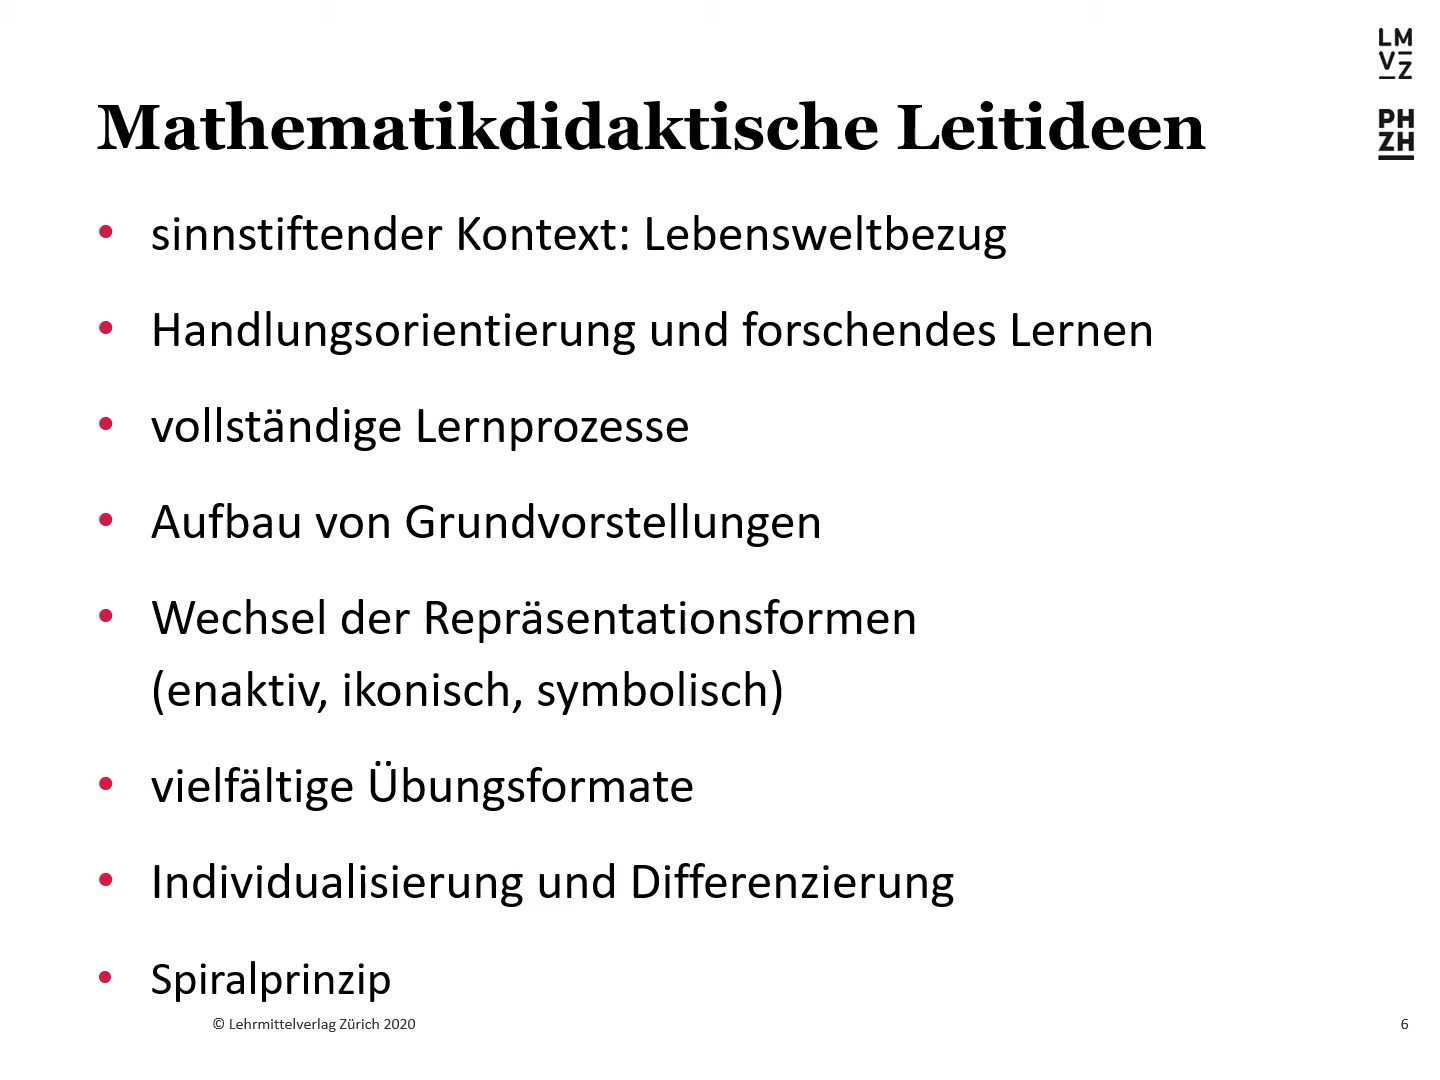 LM
VZ
PH
ZH
Mathematikdidaktische Leitideen
• sinnstiftender Kontext: Lebensweltbezug
• Handlungsorientierung und forschendes Lernen
• vollständige Lernprozesse
• Aufbau von Grundvorstellungen
• Wechsel der Repräsentationsformen
(enaktiv, ikonisch, symbolisch)
• vielfältige Übungsformate
• Individualisierung und Differenzierung
• Spiralprinzip
© Lehrmittelverlag Zürich 2020
6